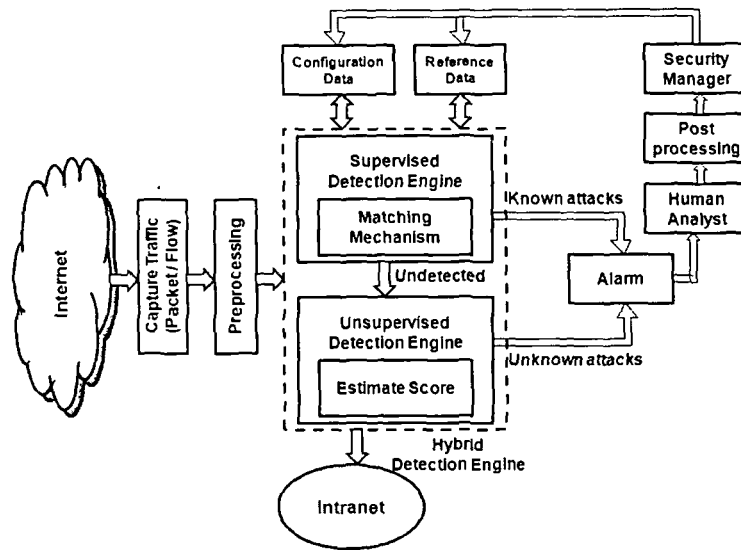 Configuration
Data
Reference
Data
Security
Manager
Post
processing
Human
Analyst
Supervised
Detection Engine
Matching
Mechanism
Known attacks
Alarm
Undetected
Internet
Capture Traffic
(Packet / Flow)
Preprocessing
Unsupervised
Detection Engine
Estimate Score
Unknown attacks
Hybrid
Detection Engine
Intranet